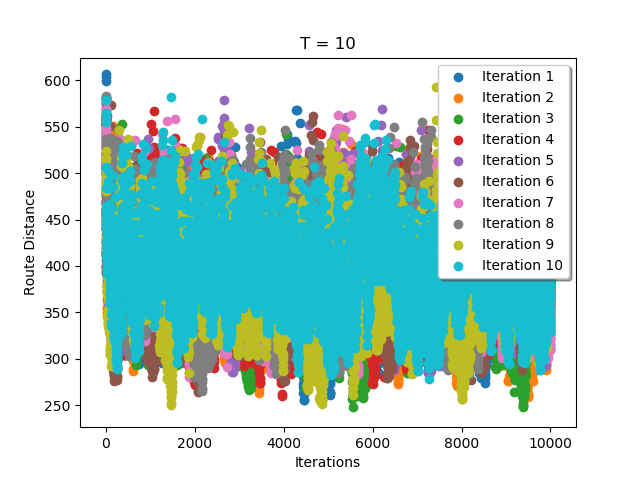 T = 10
Route Distance
600
550
500
450
400
350
300
250
0
2000
4000
6000
8000
10000
Iterations
Iteration 1
Iteration 2
Iteration 3
Iteration 4
Iteration 5
Iteration 6
Iteration 7
Iteration 8
Iteration 9
Iteration 10